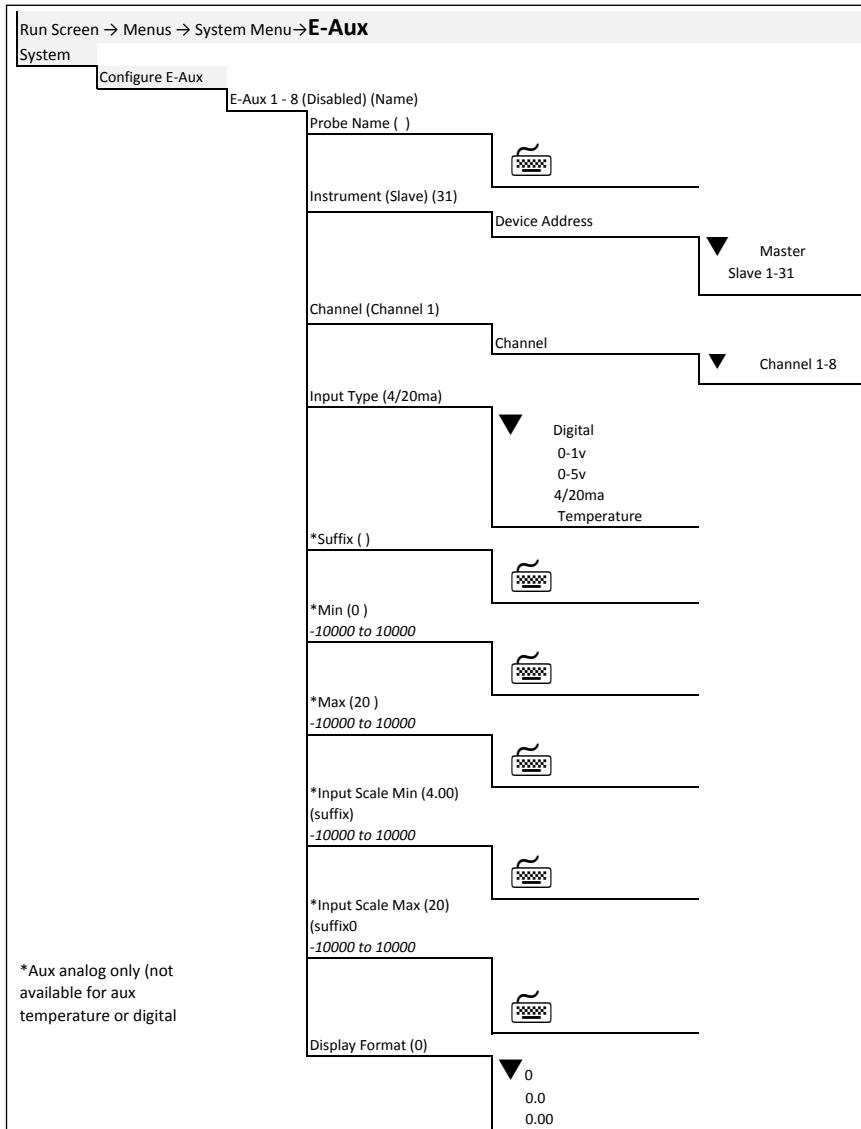 Run Screen → Menus → System Menu→E-Aux
System
Configure E-Aux
E-Aux 1 - 8 (Disabled) (Name)
Probe Name ( )
Instrument (Slave) (31)
Device Address
▼ Master
Slave 1-31
Channel (Channel 1)
Channel
▼ Channel 1-8
Input Type (4/20ma)
▼ Digital
0-1v
0-5v
4/20ma
Temperature
*Suffix ( )
*Min (0 )
-10000 to 10000
*Max (20 )
-10000 to 10000
*Input Scale Min (4.00)
(suffix)
-10000 to 10000
*Input Scale Max (20)
(suffix0
-10000 to 10000
*Aux analog only (not
available for aux
temperature or digital
Display Format (0)
▼ 0
0.0
0.00